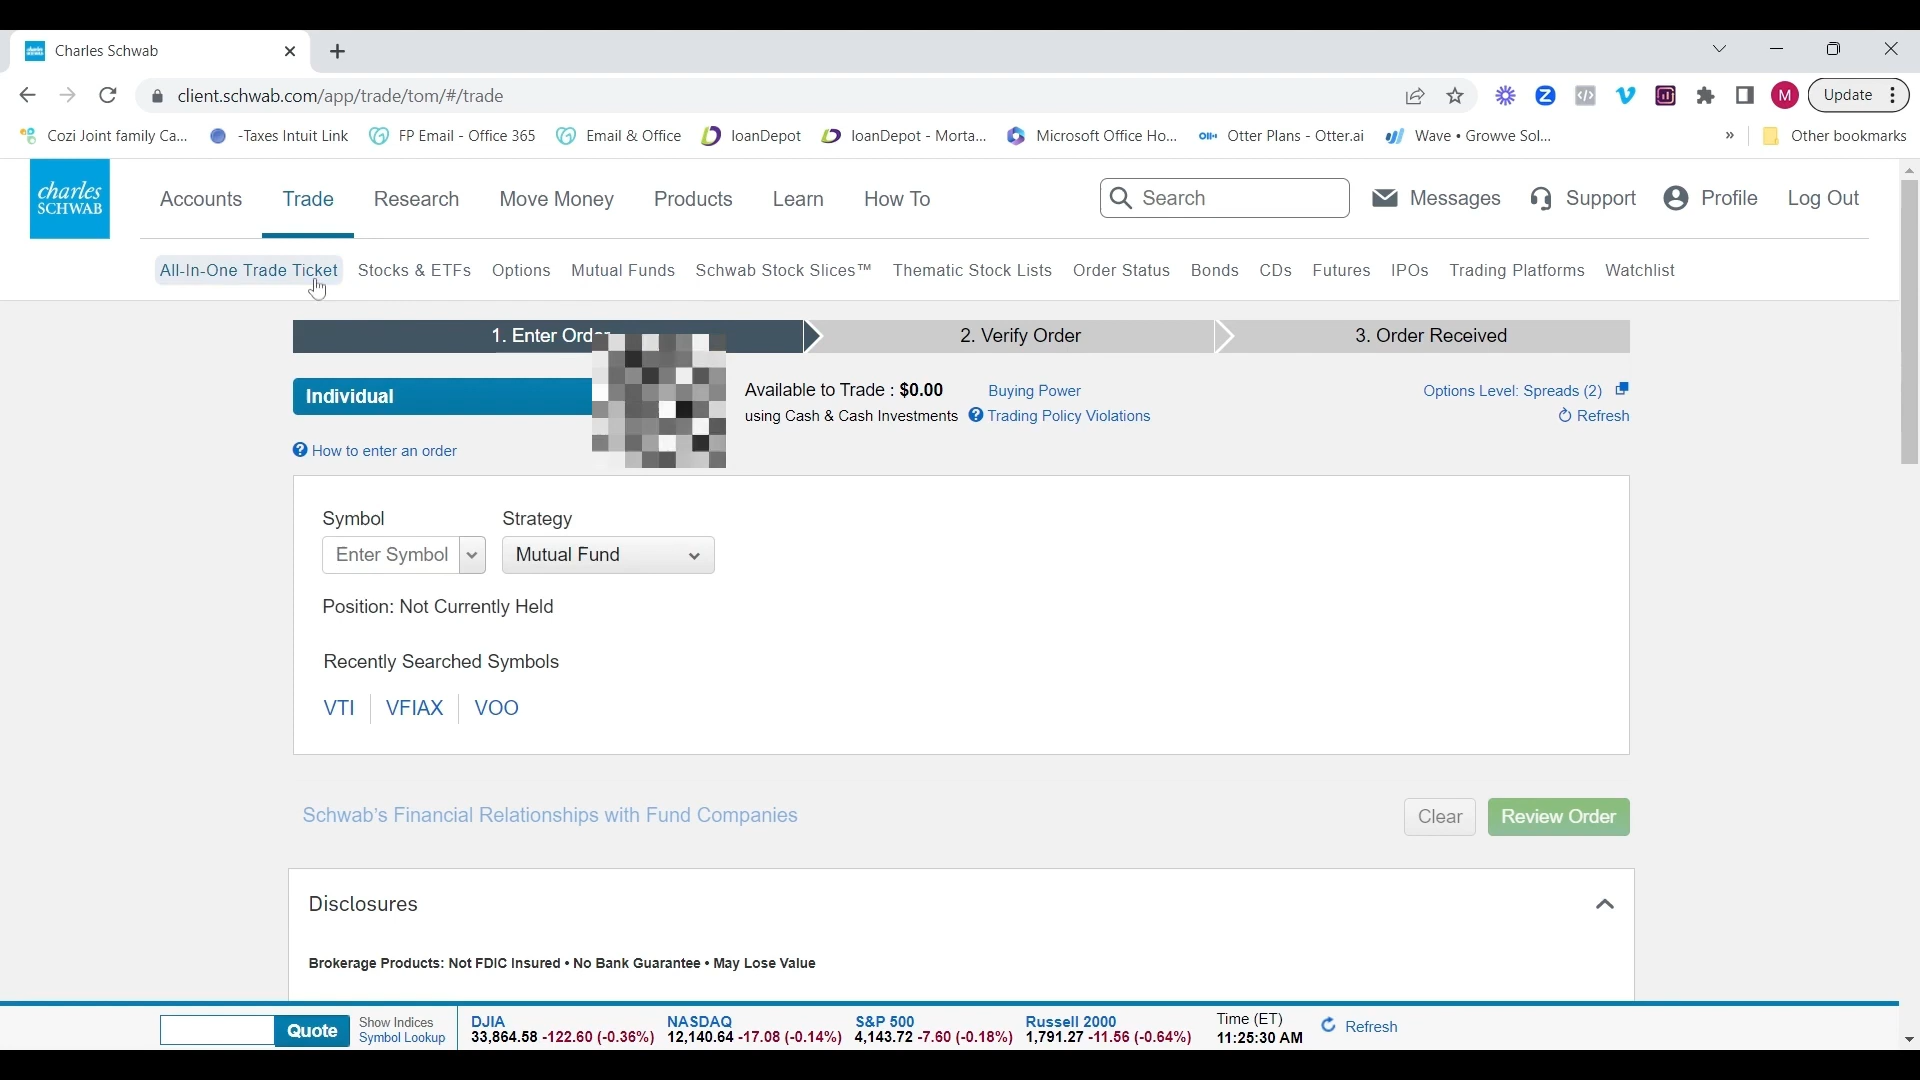 Charles Schwab
client.schwab.com/app/trade/tom/#/trade
Update
Cozi Joint family Ca... -Taxes Intuit Link FP Email - Office 365 Email & Office loanDepot loanDepot - Morta... Microsoft Office Ho... Otter Plans - Otter.ai Wave • Growve Sol... » Other bookmarks
charles
SCHWAB
Accounts Trade Research Move Money Products Learn How To Search Messages Support Profile Log Out
All-In-One Trade Ticket Stocks & ETFs Options Mutual Funds Schwab Stock Slices™ Thematic Stock Lists Order Status Bonds CDs Futures IPOs Trading Platforms Watchlist
1. Enter Order 2. Verify Order 3. Order Received
Individual
Available to Trade : $0.00 Buying Power Options Level: Spreads (2)
using Cash & Cash Investments Trading Policy Violations Refresh
How to enter an order
Symbol Strategy
Enter Symbol Mutual Fund
Position: Not Currently Held
Recently Searched Symbols
VTI VFIAX VOO
Schwab's Financial Relationships with Fund Companies Clear Review Order
Disclosures
Brokerage Products: Not FDIC Insured • No Bank Guarantee • May Lose Value
Quote
Show Indices
Symbol Lookup
DJIA NASDAQ S&P 500 Russell 2000 Time (ET)
33,864.58 -122.60 (-0.36%) 12,140.64 -17.08 (-0.14%) 4,143.72 -7.60 (-0.18%) 1,791.27 -11.56 (-0.64%) 11:25:30 AM
Refresh